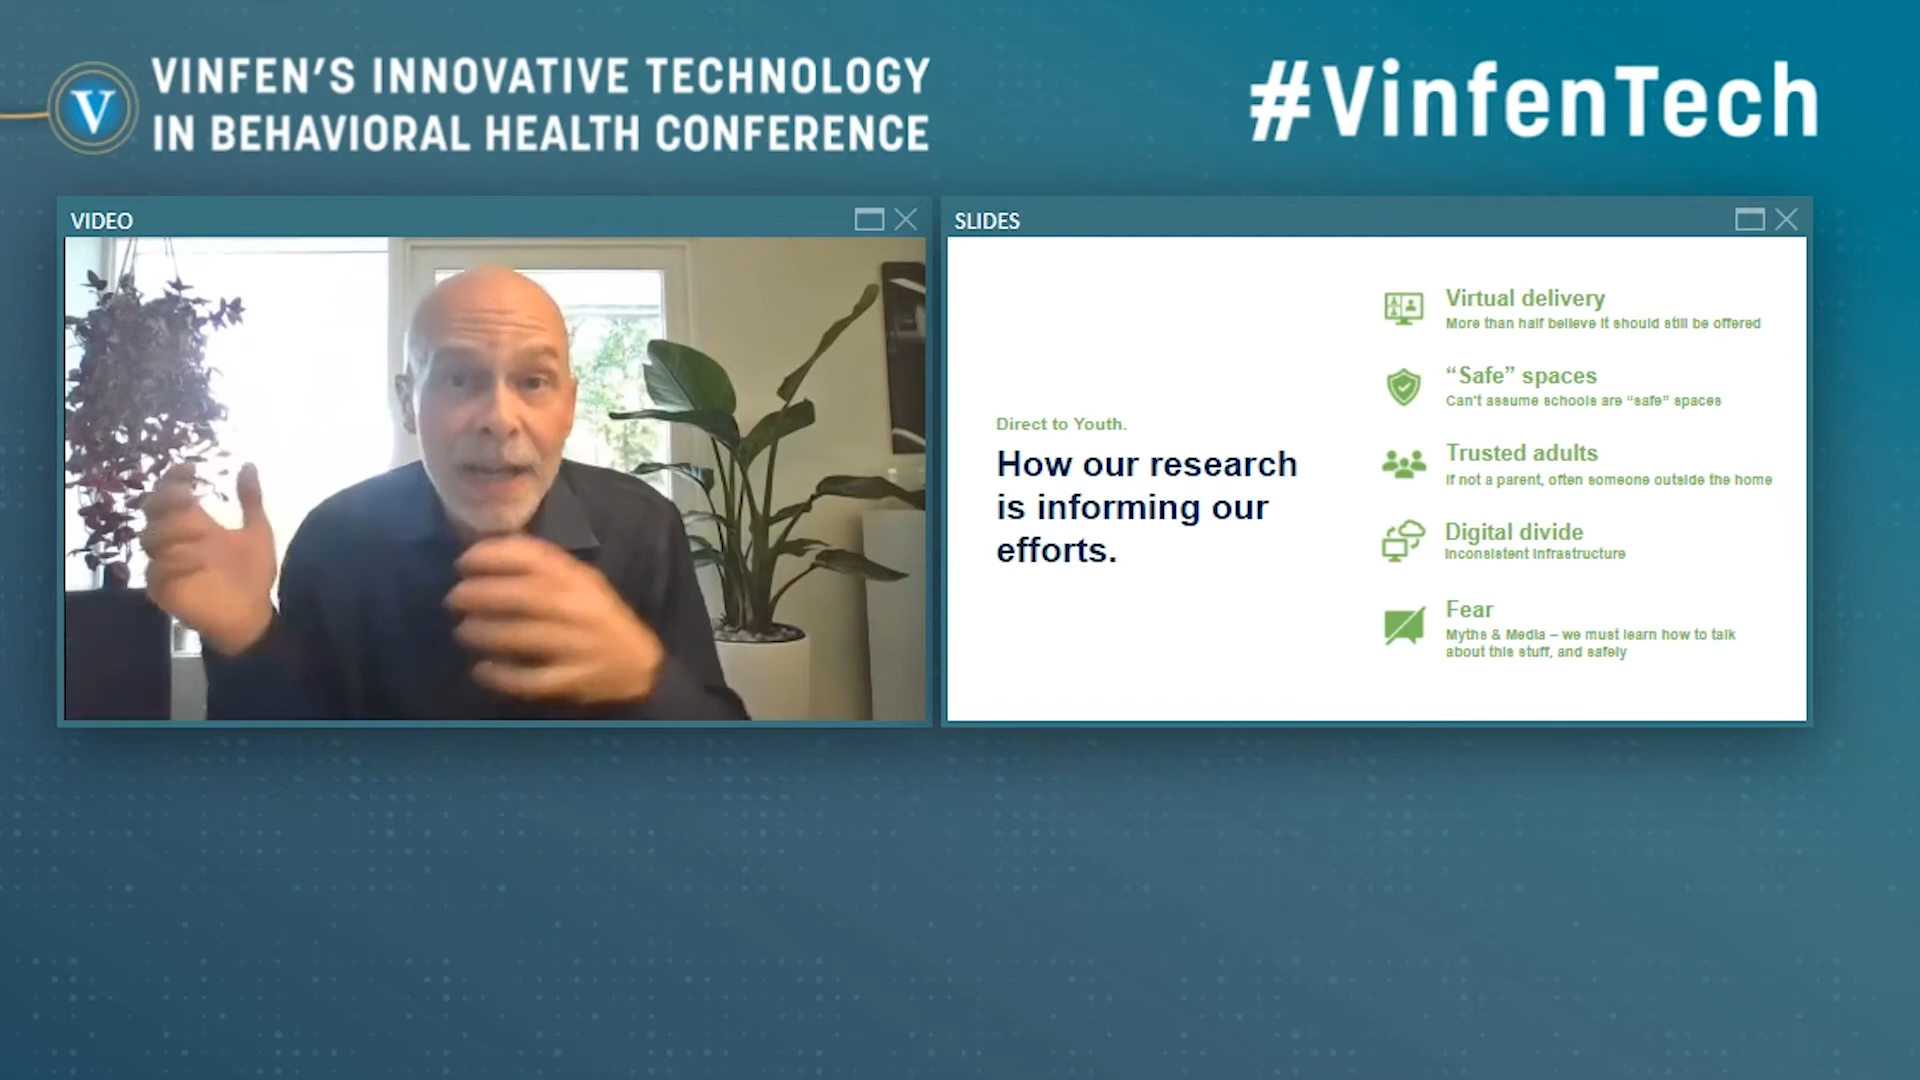 V
VINFEN'S INNOVATIVE TECHNOLOGY
IN BEHAVIORAL HEALTH CONFERENCE
#VinfenTech
VIDEO
SLIDES
Direct to Youth.
How our research
is informing our
efforts.
Virtual delivery
More than half believe it should still be offered
“Safe” spaces
Can't assume schools are “safe” spaces
Trusted adults
If not a parent, often someone outside the home
Digital divide
Inconsistent infrastructure
Fear
Myths & Media – we must learn how to talk
about this stuff, and safely